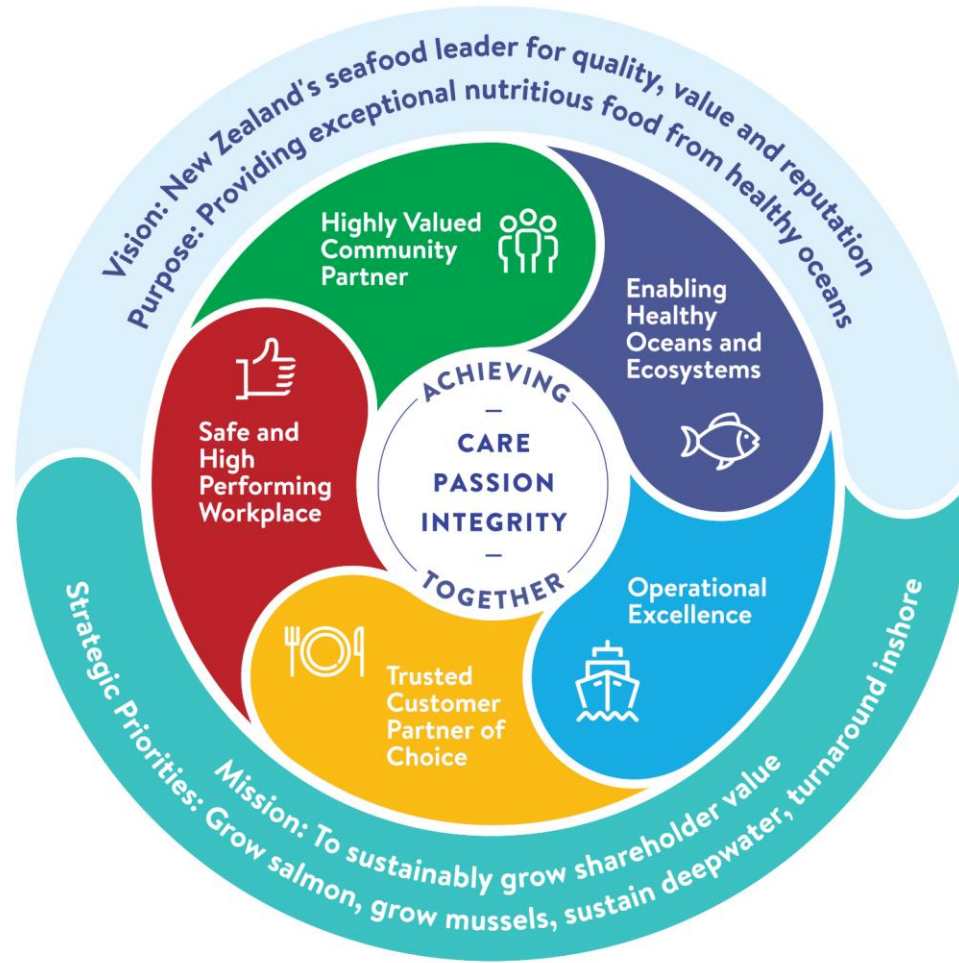 Vision: New Zealand's seafood leader for quality, value and reputation
Purpose: Providing exceptional nutritious food from healthy oceans
Highly Valued
Community
Partner
Enabling
Healthy
Oceans and
Ecosystems
Safe and
High
Performing
Workplace
ACHIEVING
CARE
PASSION
INTEGRITY
TOGETHER
Operational
Excellence
Trusted
Customer
Partner of
Choice
Mission: To sustainably grow shareholder value
Strategic Priorities: Grow salmon, grow mussels, sustain deepwater, turnaround inshore